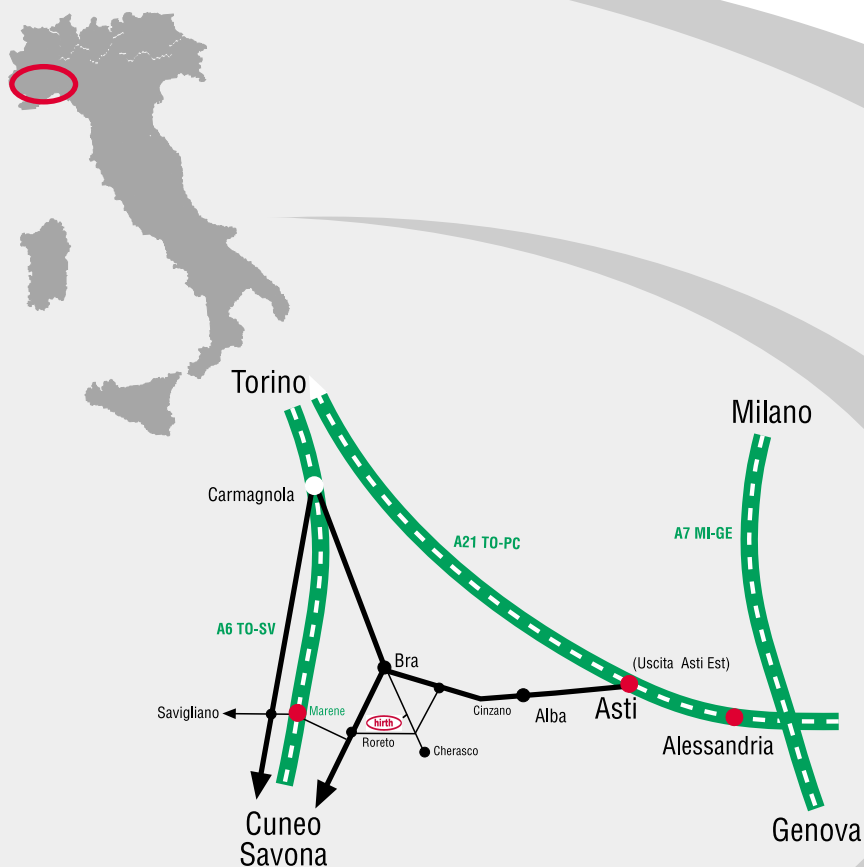 Torino
Milano
Carmagnola
A21 TO-PC
A7 MI-GE
A6 TO-SV
Bra
(Uscita Asti Est)
Savigliano
Marene
hirth
Cinzano
Alba
Asti
Roreto
Cherasco
Alessandria
Cuneo
Savona
Genova